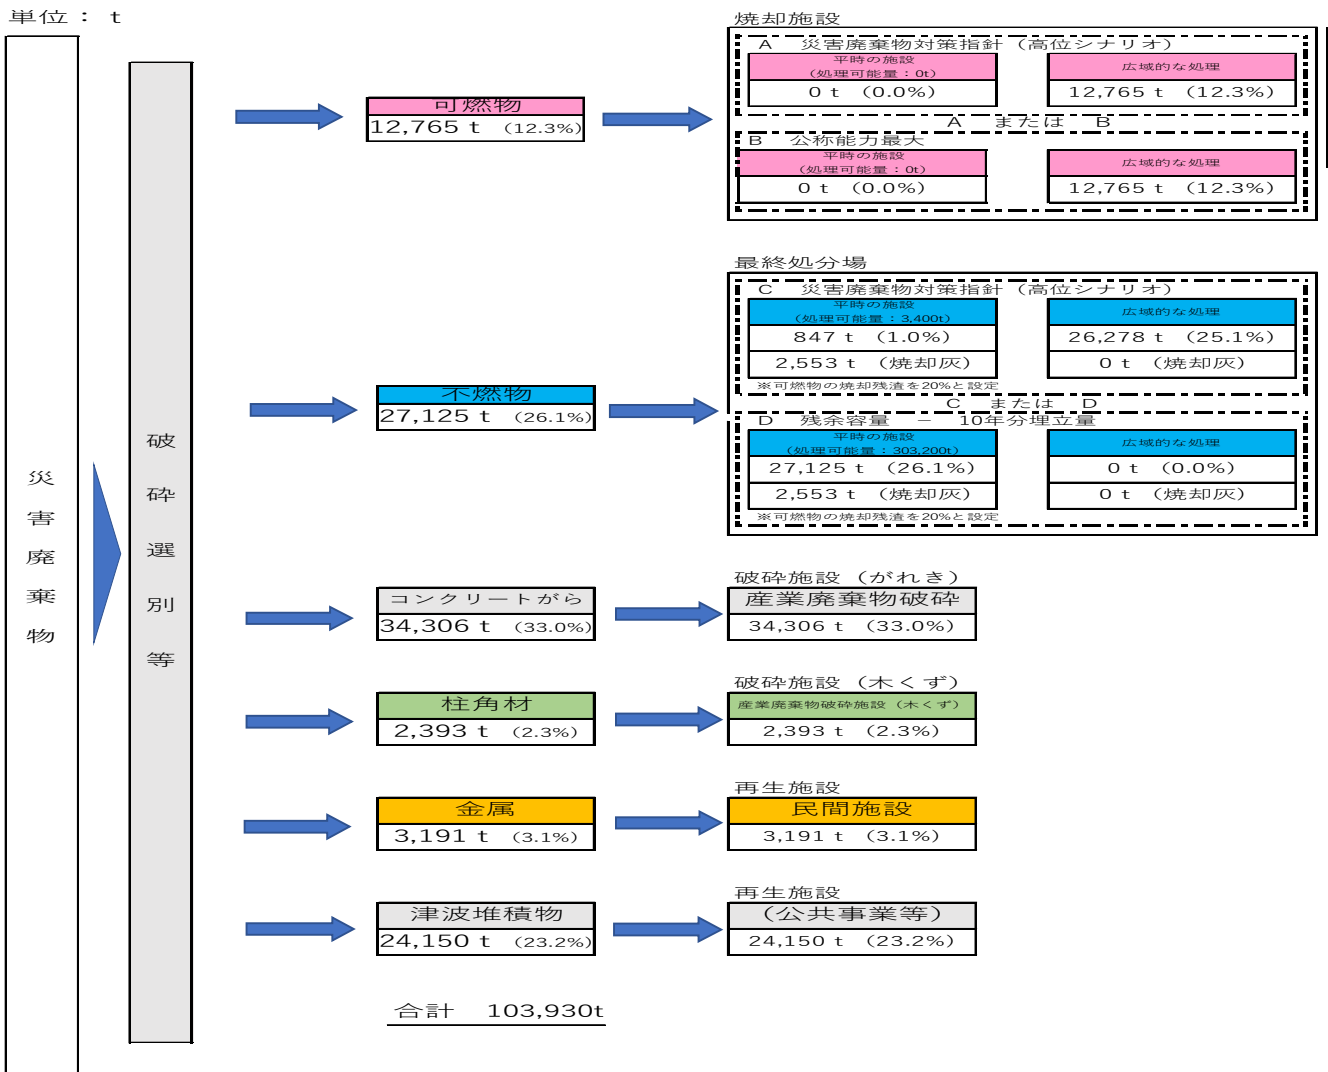 単位： t
災害廃棄物
破砕選別等
可燃物
12,765 t (12.3%)
焼却施設
A 災害廃棄物対策指針（高位シナリオ）
平時の施設
（処理可能量：0t）
0 t (0.0%)
広域的な処理
12,765 t (12.3%)
A または B
B 公称能力最大
平時の施設
（処理可能量：0t）
0 t (0.0%)
広域的な処理
12,765 t (12.3%)
不燃物
27,125 t (26.1%)
最終処分場
C 災害廃棄物対策指針（高位シナリオ）
平時の施設
（処理可能量：3,400t）
847 t (1.0%)
2,553 t （焼却灰）
広域的な処理
26,278 t (25.1%)
0 t （焼却灰）
※可燃物の焼却残渣を20%と設定
C または D
D 残余容量 － 10年分埋立量
平時の施設
（処理可能量：303,200t）
27,125 t (26.1%)
2,553 t （焼却灰）
広域的な処理
0 t (0.0%)
0 t （焼却灰）
※可燃物の焼却残渣を20%と設定
コンクリートがら
34,306 t (33.0%)
破砕施設（がれき）
産業廃棄物破砕
34,306 t (33.0%)
柱角材
2,393 t (2.3%)
破砕施設（木くず）
産業廃棄物破砕施設（木くず）
2,393 t (2.3%)
金属
3,191 t (3.1%)
再生施設
民間施設
3,191 t (3.1%)
津波堆積物
24,150 t (23.2%)
再生施設
（公共事業等）
24,150 t (23.2%)
合計 103,930t